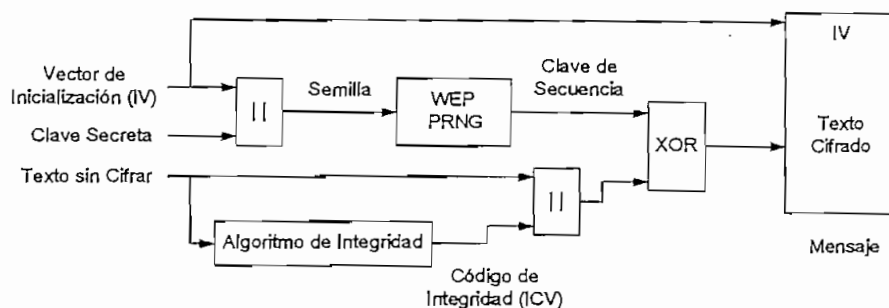 IV
Vector de
Inicialización (IV)
||
Semilla
WEP
PRNG
Clave de
Secuencia
Clave Secreta
XOR
Texto
Cifrado
Texto sin Cifrar
||
Algoritmo de Integridad
Código de
Integridad (ICV)
Mensaje